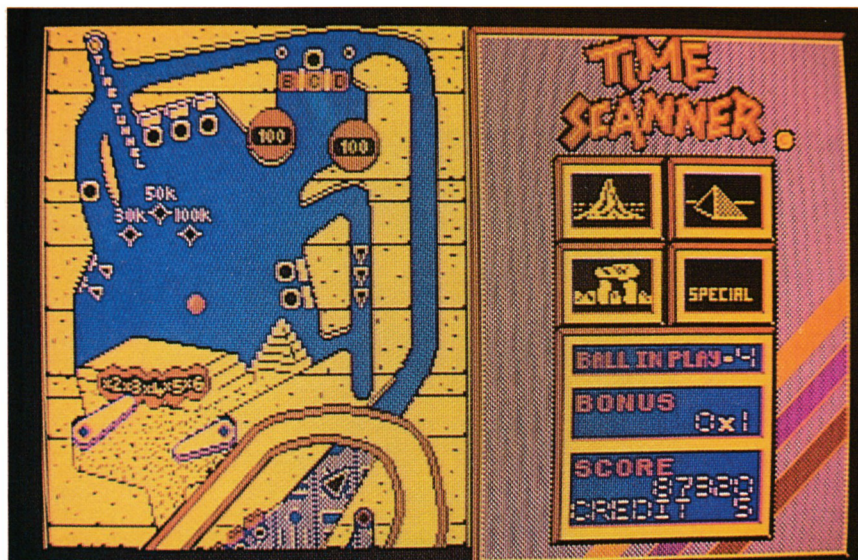 TIME TUNNEL
B C D
100
100
50K
30K
100K
x2x3x4x5x6
TIME
SCANNER
SPECIAL
BALL IN PLAY-4
BONUS
0x1
SCORE
87320
CREDIT 5